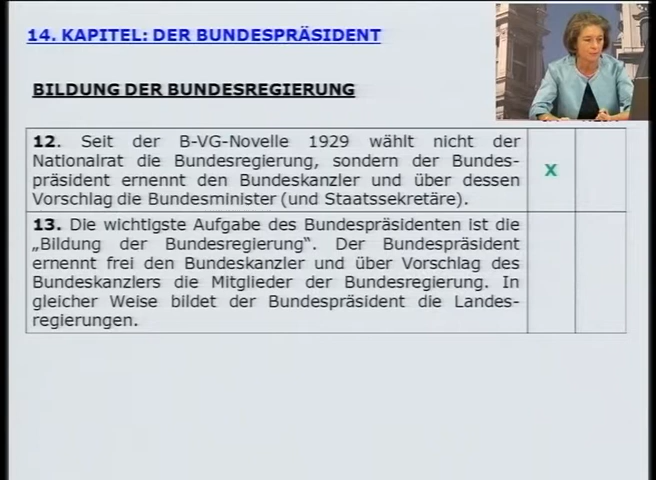 14. KAPITEL: DER BUNDESPRÄSIDENT
BILDUNG DER BUNDESREGIERUNG
12. Seit der B-VG-Novelle 1929 wählt nicht der
Nationalrat die Bundesregierung, sondern der Bundes-
präsident ernennt den Bundeskanzler und über dessen
Vorschlag die Bundesminister (und Staatssekretäre).
X
13. Die wichtigste Aufgabe des Bundespräsidenten ist die
„Bildung der Bundesregierung“. Der Bundespräsident
ernennt frei den Bundeskanzler und über Vorschlag des
Bundeskanzlers die Mitglieder der Bundesregierung. In
gleicher Weise bildet der Bundespräsident die Landes-
regierungen.